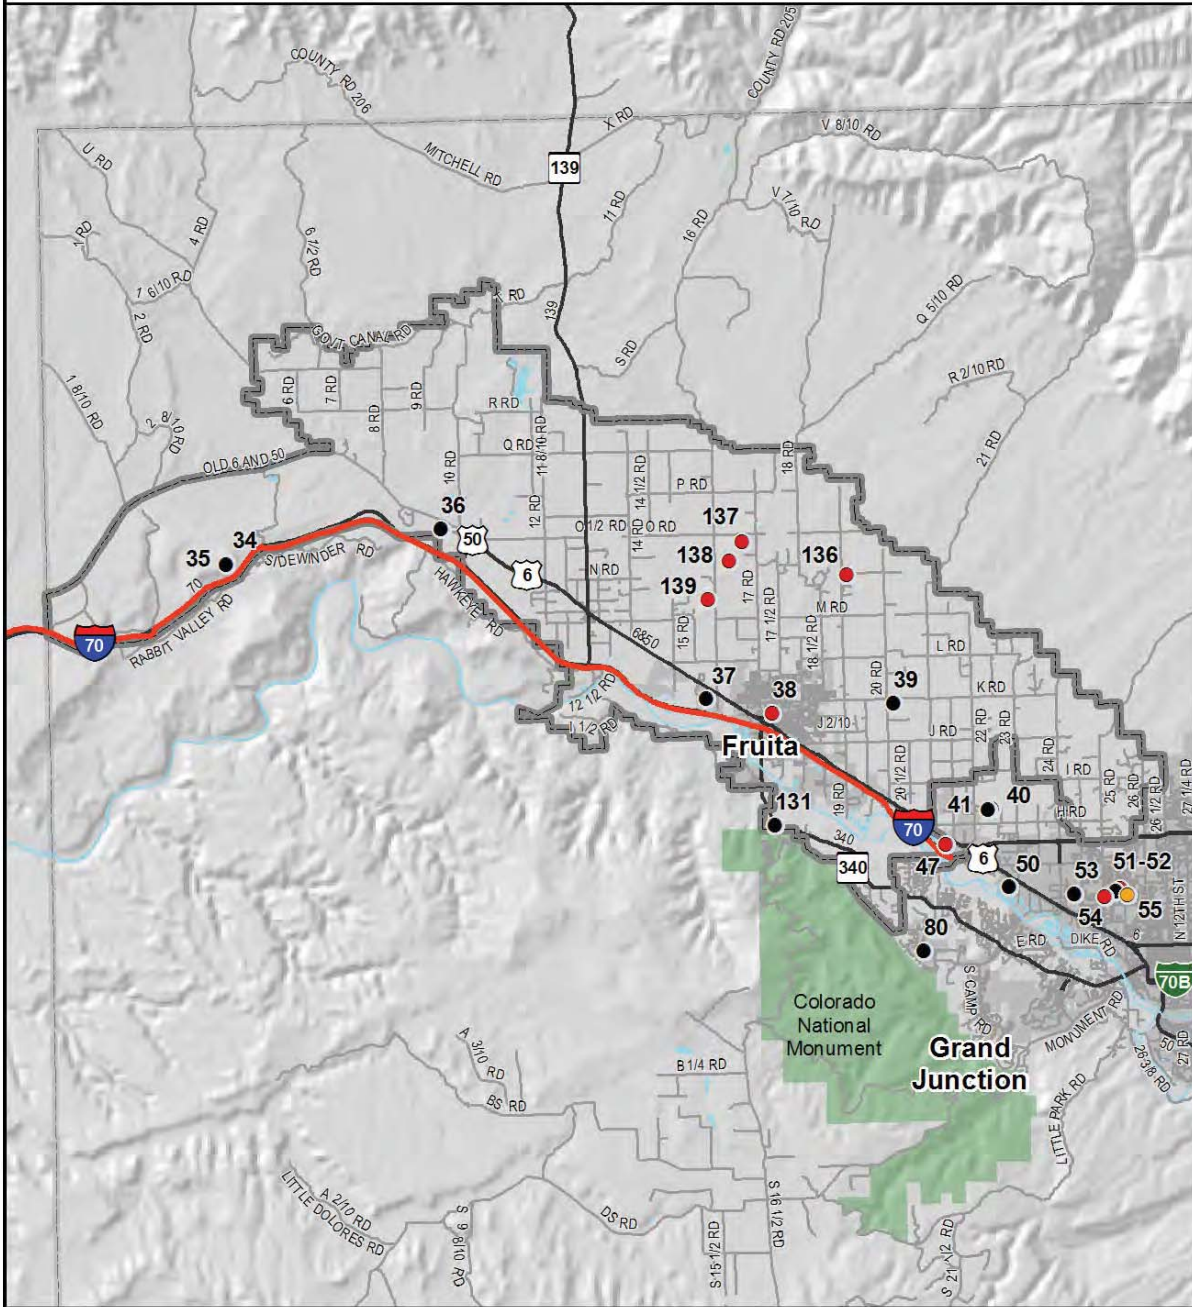 COUNTY RD 205
COUNTY RD 206
X RD
V 8/10 RD
U RD
MITCHELL RD
139
11 RD
V 7/10 RD
4 RD
6 1/2 RD
16 RD
1 6/10 RD
2 RD
139
Q 5/10 RD
GOVT CANAL RD
S RD
R 2/10 RD
1 8/10 RD
2 8/10 RD
6 RD
7 RD
8 RD
9 RD
R RD
21 RD
OLD 6 AND 50
Q RD
10 RD
11 8/10 RD
12 RD
14 1/2 RD
18 RD
P RD
36
50
O 1/2 RD
O RD
14 RD
137
35
34
SIDEWINDER RD
6
N RD
138
17 RD
136
70
RABBIT VALLEY RD
HAWKEYE RD
139
M RD
17 1/2 RD
18 1/2 RD
70
6&50
15 RD
L RD
20 RD
39
K RD
12 1/2 RD
37
38
J 2/10
J RD
22 RD
23 RD
24 RD
I 1/2 RD
Fruita
19 RD
20 1/2 RD
I RD
25 RD
26 RD
26 1/2 RD
27 1/4 RD
131
70
41
40
H RD
340
340
47
6
50
53
51-52
54
55
N 12TH ST
80
E RD
DIKE RD
6
70B
S CAMP RD
MONUMENT RD
50
27 RD
26 3/8 RD
Colorado
National
Monument
Grand
Junction
A 3/10 RD
B 1/4 RD
BS RD
LITTLE PARK RD
A 2/10 RD
LITTLE DOLORES RD
S 9 8/10 RD
DS RD
S 15 1/2 RD
S 16 1/2 RD
S 21 1/2 RD